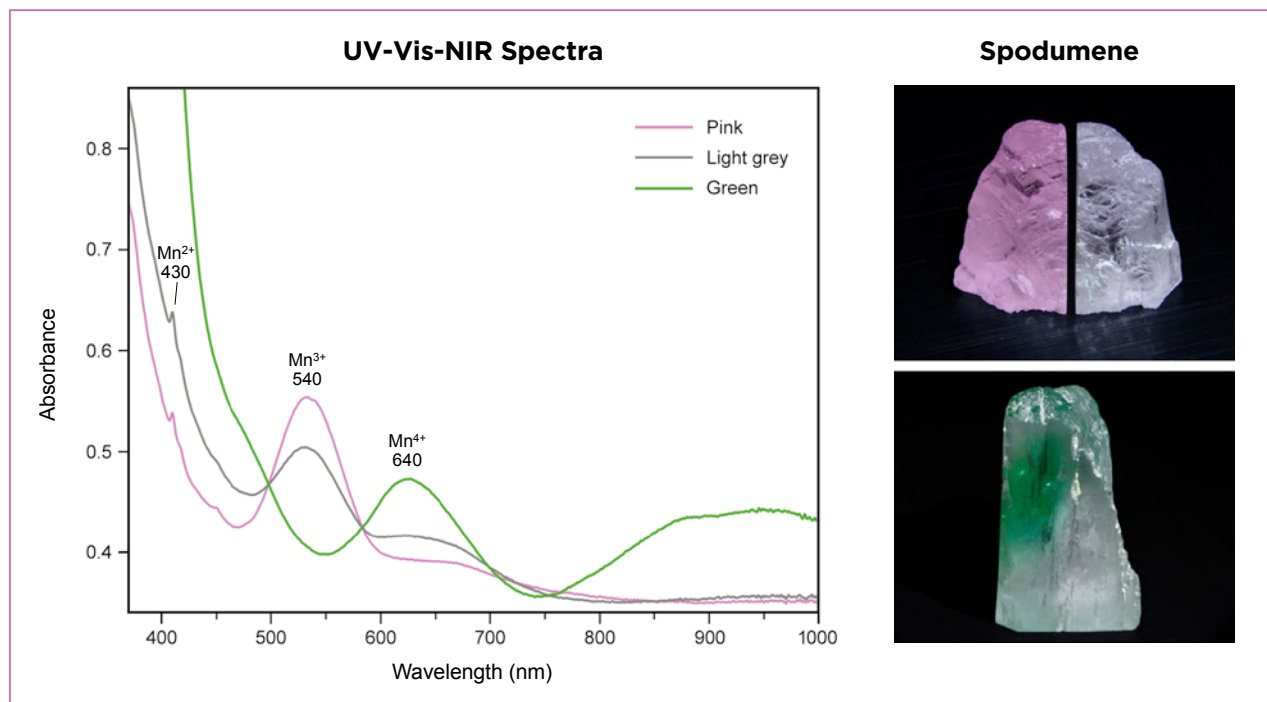 UV-Vis-NIR Spectra
Spodumene
Pink
Light grey
Green
0.8
0.7
0.6
0.5
0.4
Mn²⁺
430
Mn³⁺
540
Mn⁴⁺
640
Absorbance
400
500
600
700
800
900
1000
Wavelength (nm)